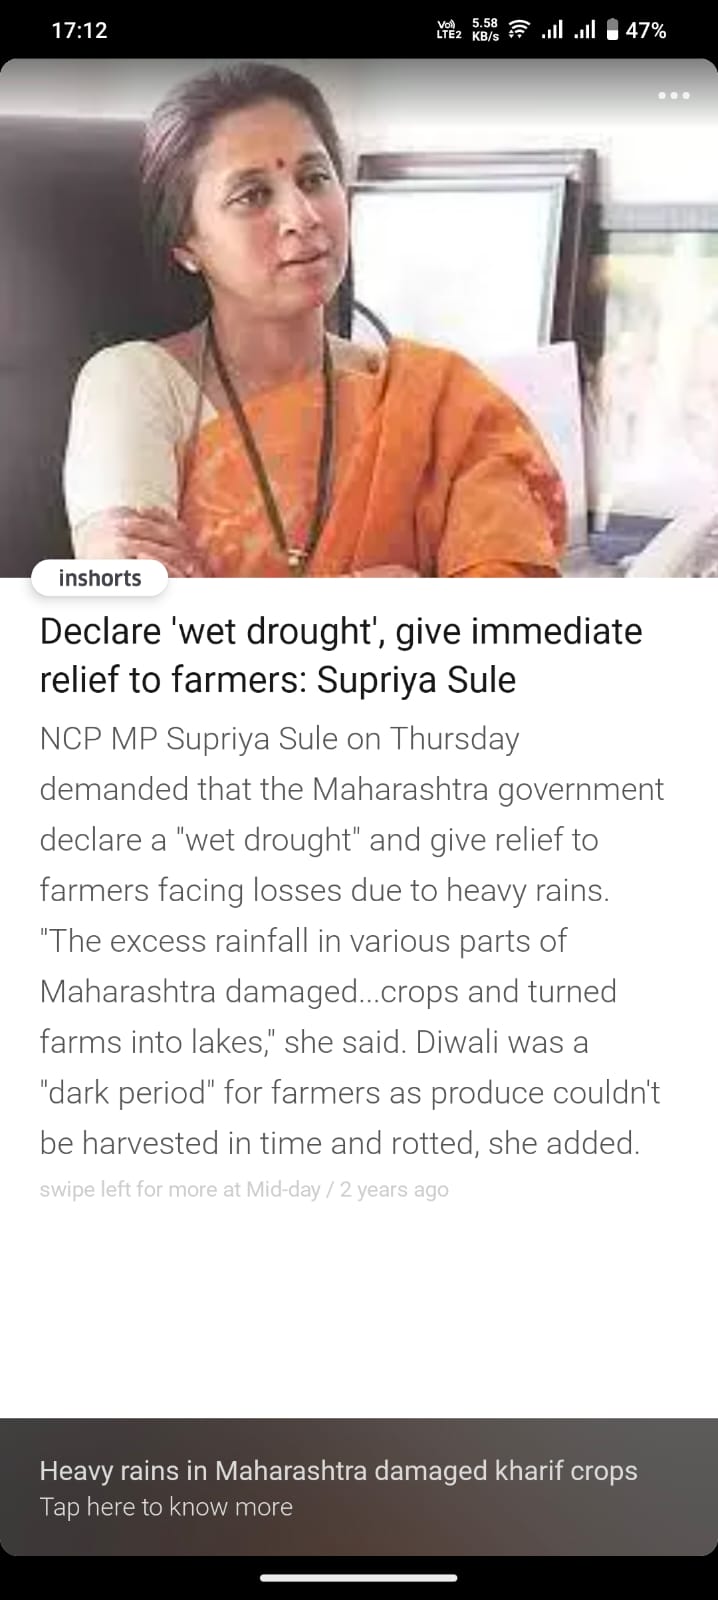 17:12
Vo))
LTE2
5.58
KB/s
47%
inshorts
Declare 'wet drought', give immediate
relief to farmers: Supriya Sule
NCP MP Supriya Sule on Thursday
demanded that the Maharashtra government
declare a "wet drought" and give relief to
farmers facing losses due to heavy rains.
"The excess rainfall in various parts of
Maharashtra damaged...crops and turned
farms into lakes," she said. Diwali was a
"dark period" for farmers as produce couldn't
be harvested in time and rotted, she added.
swipe left for more at Mid-day / 2 years ago
Heavy rains in Maharashtra damaged kharif crops
Tap here to know more